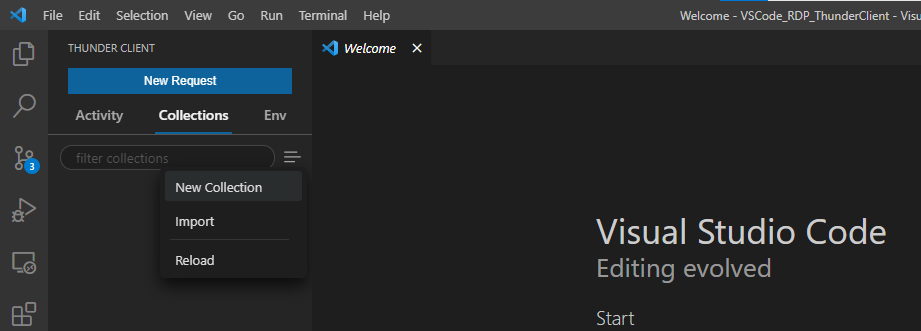 File Edit Selection View Go Run Terminal Help Welcome - VSCode_RDP_ThunderClient - Visu
THUNDER CLIENT
Welcome
New Request
Activity Collections Env
filter collections
3
New Collection
Import
Reload
Visual Studio Code
Editing evolved
Start